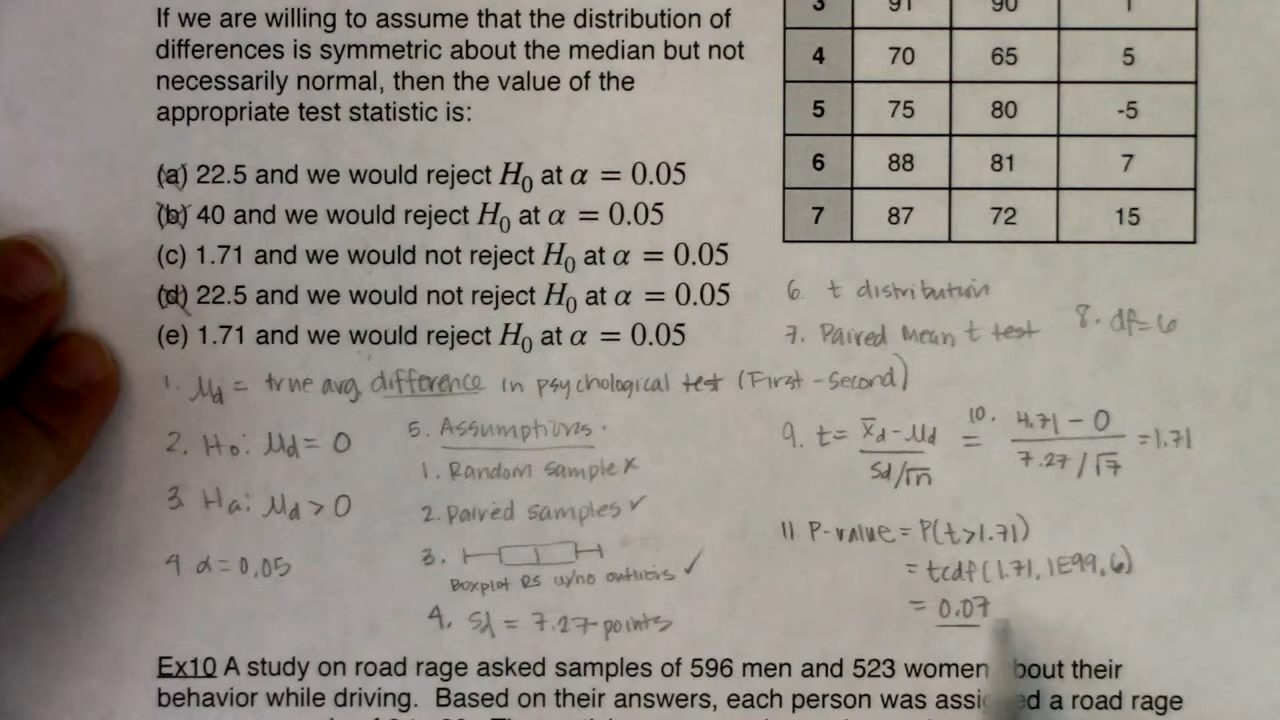 If we are willing to assume that the distribution of
differences is symmetric about the median but not
necessarily normal, then the value of the
appropriate test statistic is:
(a) 22.5 and we would reject H₀ at α = 0.05
(b) 40 and we would reject H₀ at α = 0.05
(c) 1.71 and we would not reject H₀ at α = 0.05
(d) 22.5 and we would not reject H₀ at α = 0.05
(e) 1.71 and we would reject H₀ at α = 0.05
3 91 90 1
4 70 65 5
5 75 80 -5
6 88 81 7
7 87 72 15
6. t distribution
7. Paired Mean t test
8. df=6
1. μd = true avg difference in psychological test (First-Second)
2. Ho: μd = 0
3. Ha: μd > 0
4 α = 0.05
5. Assumptions.
1. Random sample x
2. Paired samples ✓
3.
Boxplot RS w/no outliers ✓
4. Sd = 7.27 points
9. t = x̄d - μd / Sd/√n = 10. 4.71 - 0 / 7.27/√7 = 1.71
11 P-value = P(t>1.71)
= tcdf(1.71, 1E99, 6)
= 0.07
Ex10 A study on road rage asked samples of 596 men and 523 women bout their
behavior while driving. Based on their answers, each person was assi ed a road rage